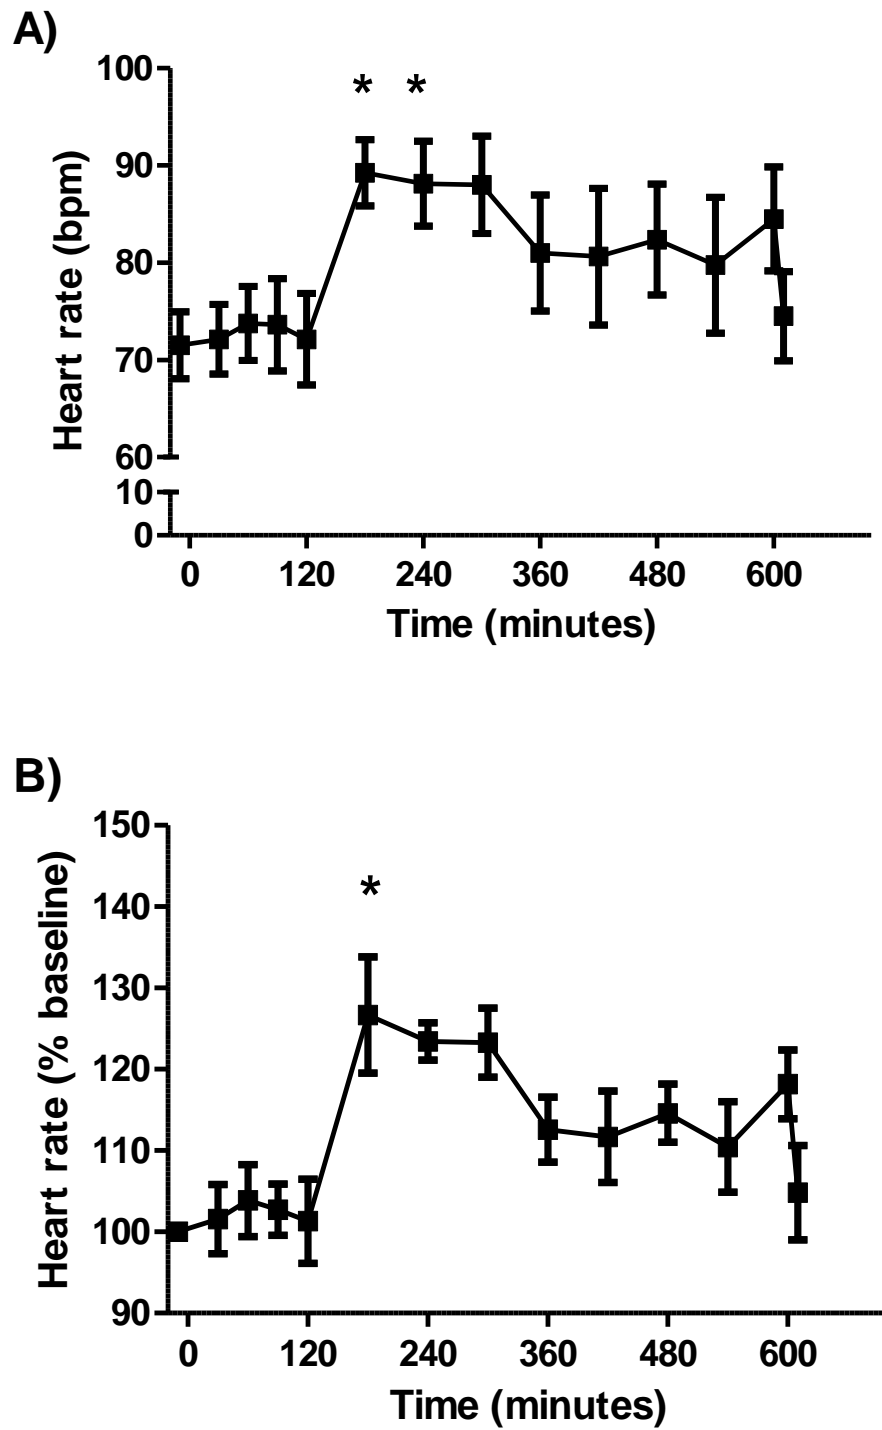 A)
Heart rate (bpm)
100
90
80
70
60
10
0
* *
0 120 240 360 480 600
Time (minutes)
B)
Heart rate (% baseline)
150
140
130
120
110
100
90
*
0 120 240 360 480 600
Time (minutes)